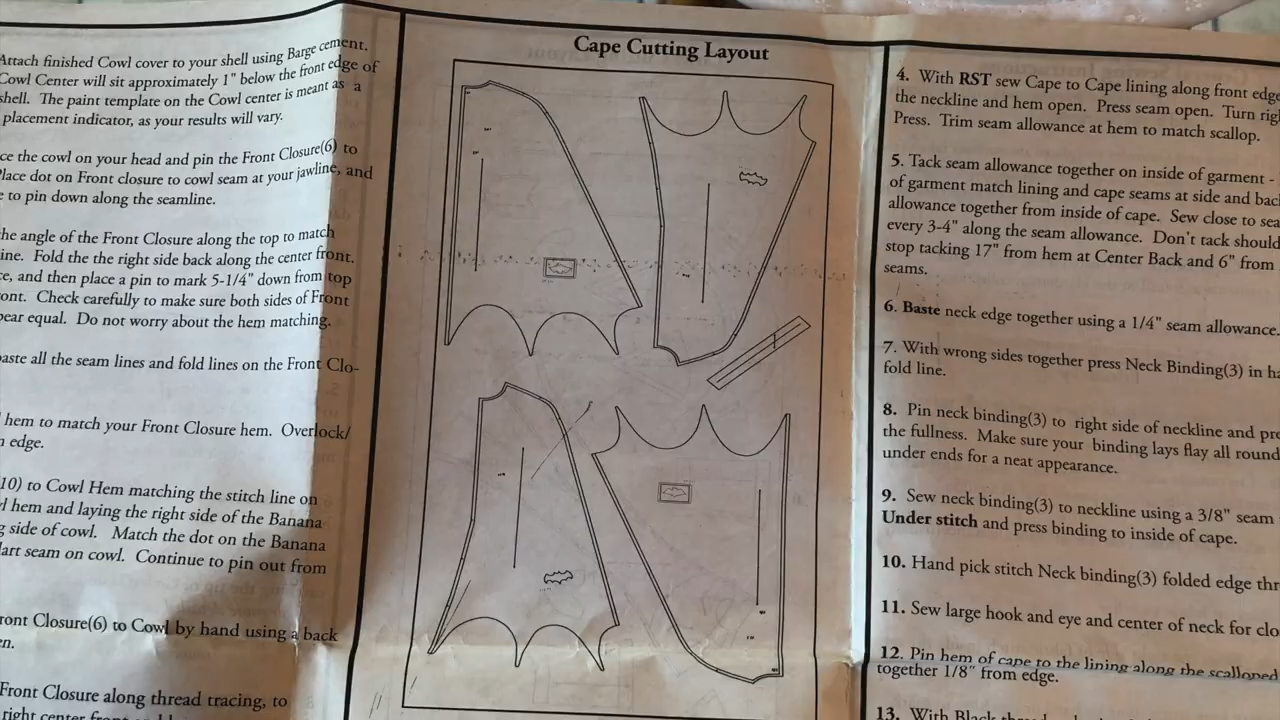 Attach finished Cowl cover to your shell using Barge cement.
Cowl Center will sit approximately 1" below the front edge of
shell. The paint template on the Cowl center is meant as a
placement indicator, as your results will vary.
ce the cowl on your head and pin the Front Closure(6) to
Place dot on Front closure to cowl seam at your jawline, and
e to pin down along the seamline.
he angle of the Front Closure along the top to match
ine. Fold the the right side back along the center front.
ce, and then place a pin to mark 5-1/4" down from top
ont. Check carefully to make sure both sides of Front
pear equal. Do not worry about the hem matching.
aste all the seam lines and fold lines on the Front Clo-
hem to match your Front Closure hem. Overlock/
n edge.
10) to Cowl Hem matching the stitch line on
l hem and laying the right side of the Banana
g side of cowl. Match the dot on the Banana
dart seam on cowl. Continue to pin out from
ront Closure(6) to Cowl by hand using a back
en.
Front Closure along thread tracing, to
right center
Cape Cutting Layout
4. With RST sew Cape to Cape lining along front edge
the neckline and hem open. Press seam open. Turn righ
Press. Trim seam allowance at hem to match scallop.
5. Tack seam allowance together on inside of garment -
of garment match lining and cape seams at side and bac
allowance together from inside of cape. Sew close to sea
every 3-4" along the seam allowance. Don't tack should
stop tacking 17" from hem at Center Back and 6" from
seams.
6. Baste neck edge together using a 1/4" seam allowance.
7. With wrong sides together press Neck Binding(3) in ha
fold line.
8. Pin neck binding(3) to right side of neckline and pre
the fullness. Make sure your binding lays flay all round
under ends for a neat appearance.
9. Sew neck binding(3) to neckline using a 3/8" seam
Under stitch and press binding to inside of cape.
10. Hand pick stitch Neck binding(3) folded edge thr
11. Sew large hook and eye and center of neck for clo
12. Pin hem of cape to the lining along the scalloped
together 1/8" from edge.
13. With Black